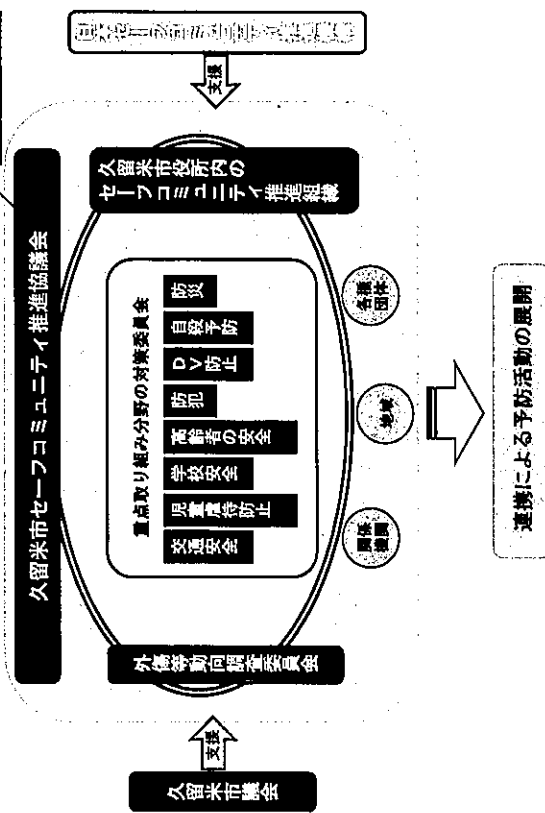 久留米市セーフコミュニティ推進協議会
久留米市議会
支援
外傷等動向調査委員会
重点取り組み分野の対策委員会
交通安全
児童虐待防止
学校安全
高齢者の安全
防犯
DV防止
自殺予防
防災
久留米市役所内の
セーフコミュニティ推進組織
支援
関係
機関
地域
各種
団体
連携による予防活動の展開